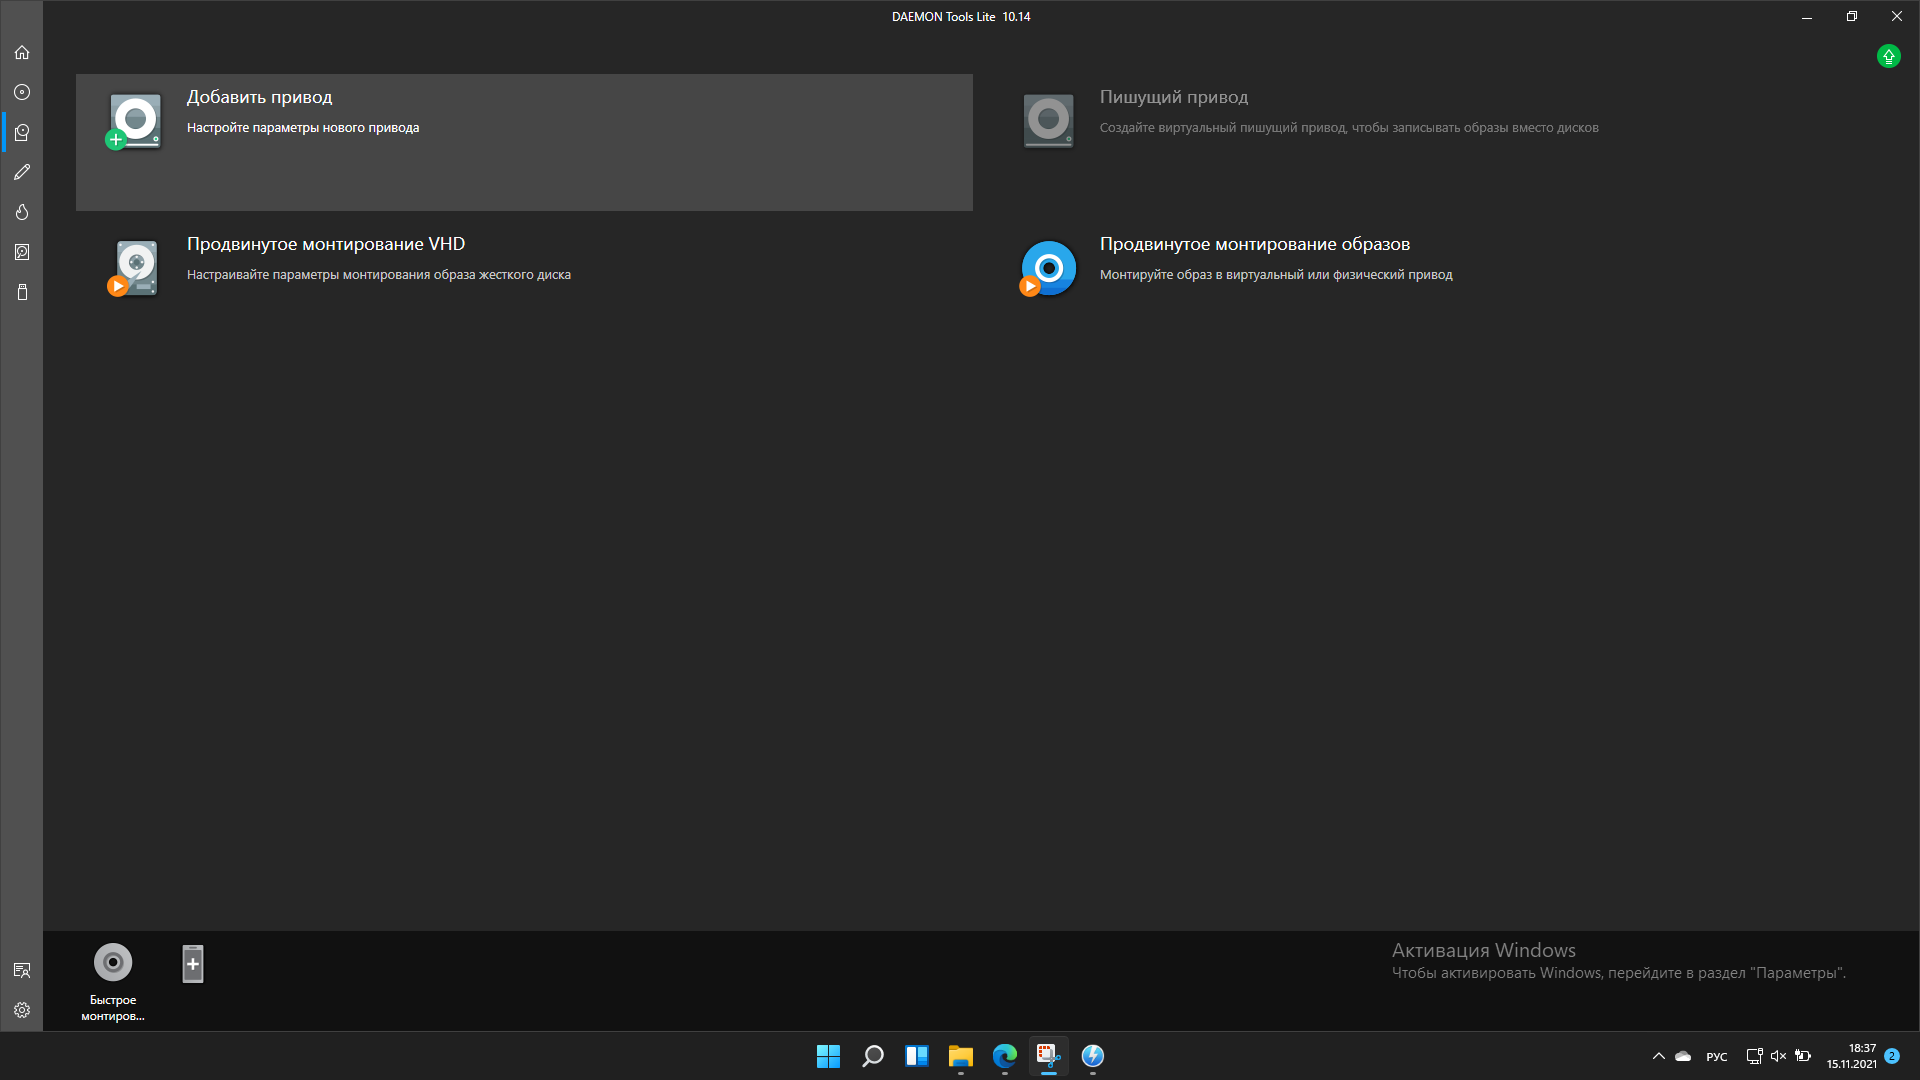 DAEMON Tools Lite 10.14
Добавить привод
Настройте параметры нового привода
Пишущий привод
Создайте виртуальный пишущий привод, чтобы записывать образы вместо дисков
Продвинутое монтирование VHD
Настраивайте параметры монтирования образа жесткого диска
Продвинутое монтирование образов
Монтируйте образ в виртуальный или физический привод
Быстрое
монтиров...
Активация Windows
Чтобы активировать Windows, перейдите в раздел "Параметры".
РУС
18:37
15.11.2021
2